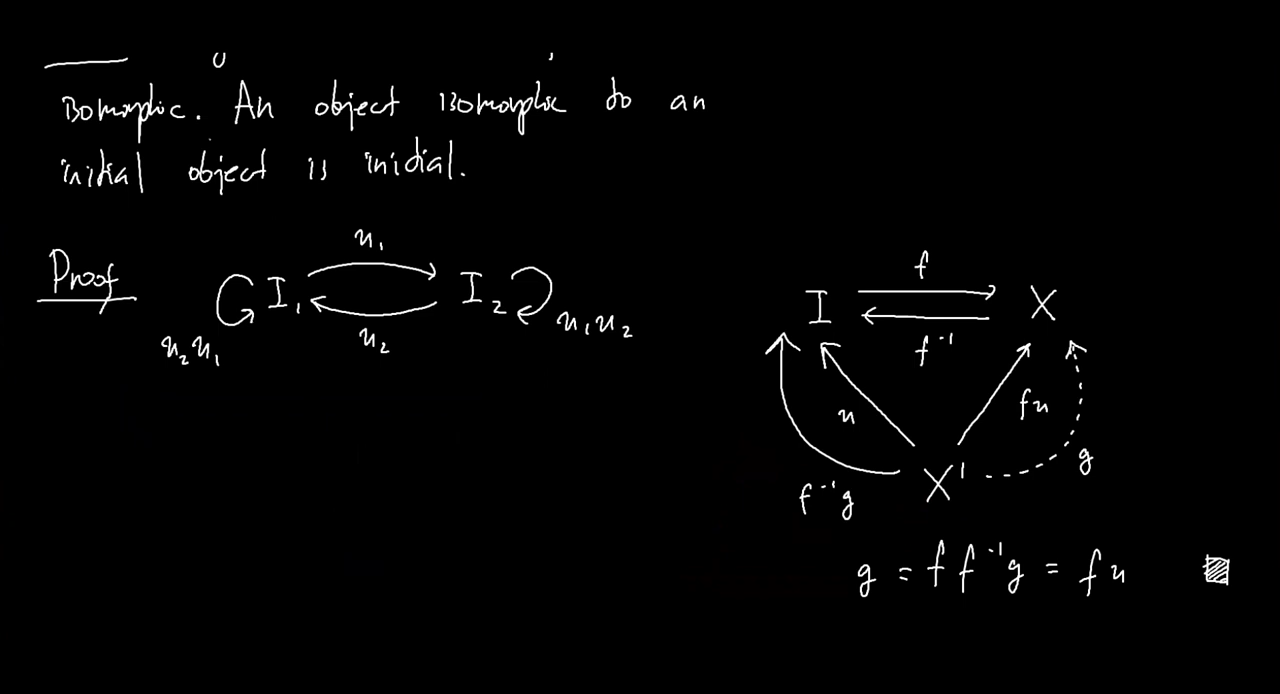 isomorphic. An object isomorphic to an
initial object is initial.
Proof
u₁
I₁ I₂
u₂u₁ u₂ u₁u₂
f
I X
f⁻¹
u fu
g
X'
f⁻¹g
g = f f⁻¹g = fu